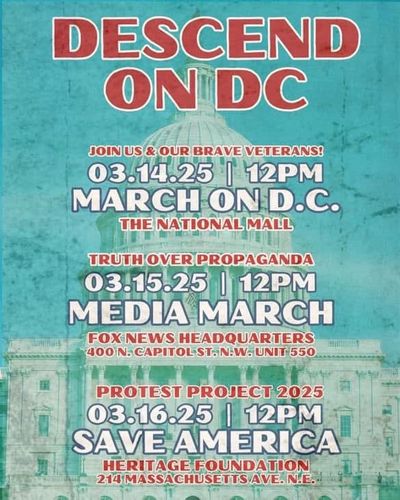 DESCEND
ON DC
JOIN US & OUR BRAVE VETERANS!
03.14.25 | 12PM
MARCH ON D.C.
THE NATIONAL MALL
TRUTH OVER PROPAGANDA
03.15.25 | 12PM
MEDIA MARCH
FOX NEWS HEADQUARTERS
400 N. CAPITOL ST. N.W. UNIT 550
PROTEST PROJECT 2025
03.16.25 | 12PM
SAVE AMERICA
HERITAGE FOUNDATION
214 MASSACHUSETTS AVE. N.E.